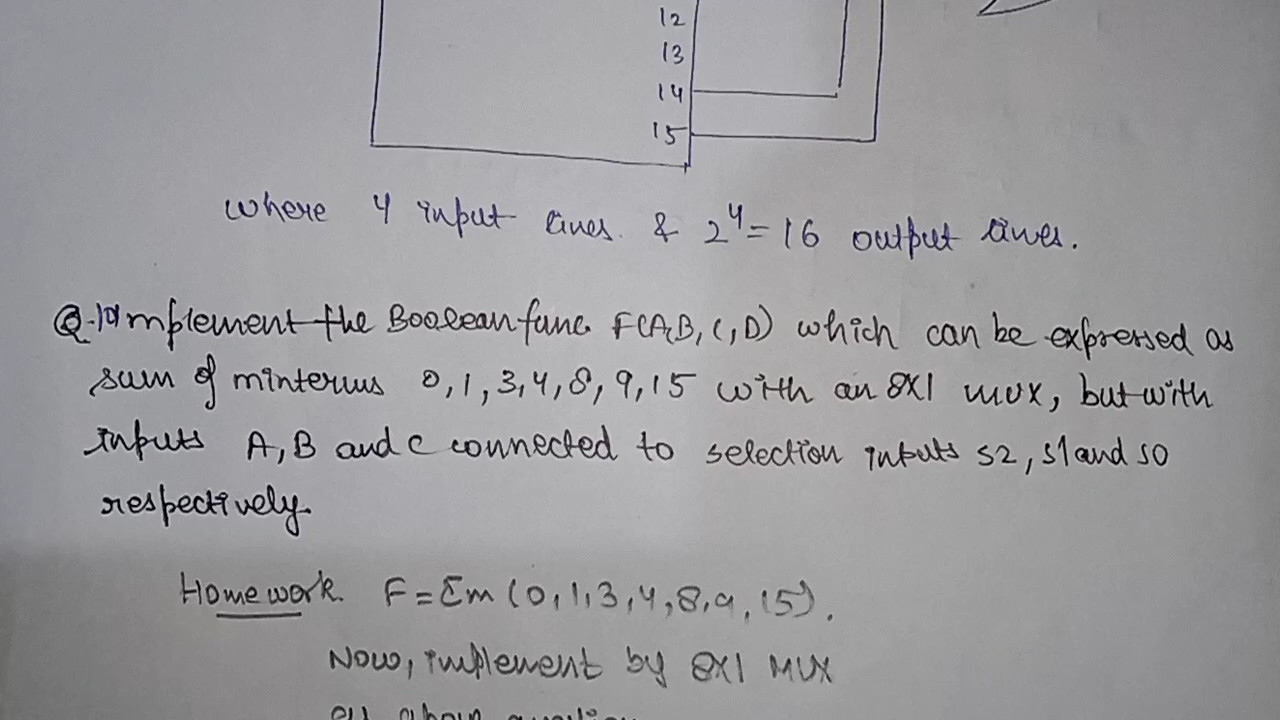 12
13
14
15
where 4 input lines. & 2^4 = 16 output lines.
Q.10 Implement the Boolean func. F(A,B,C,D) which can be expressed as
sum of minterms 0,1,3,4,8,9,15 with an 8X1 mux, but with
inputs A,B and C connected to selection inputs S2, S1 and S0
respectively.
Homework. F=Σm(0,1,3,4,8,9,15).
Now, implement by 8X1 MUX
question